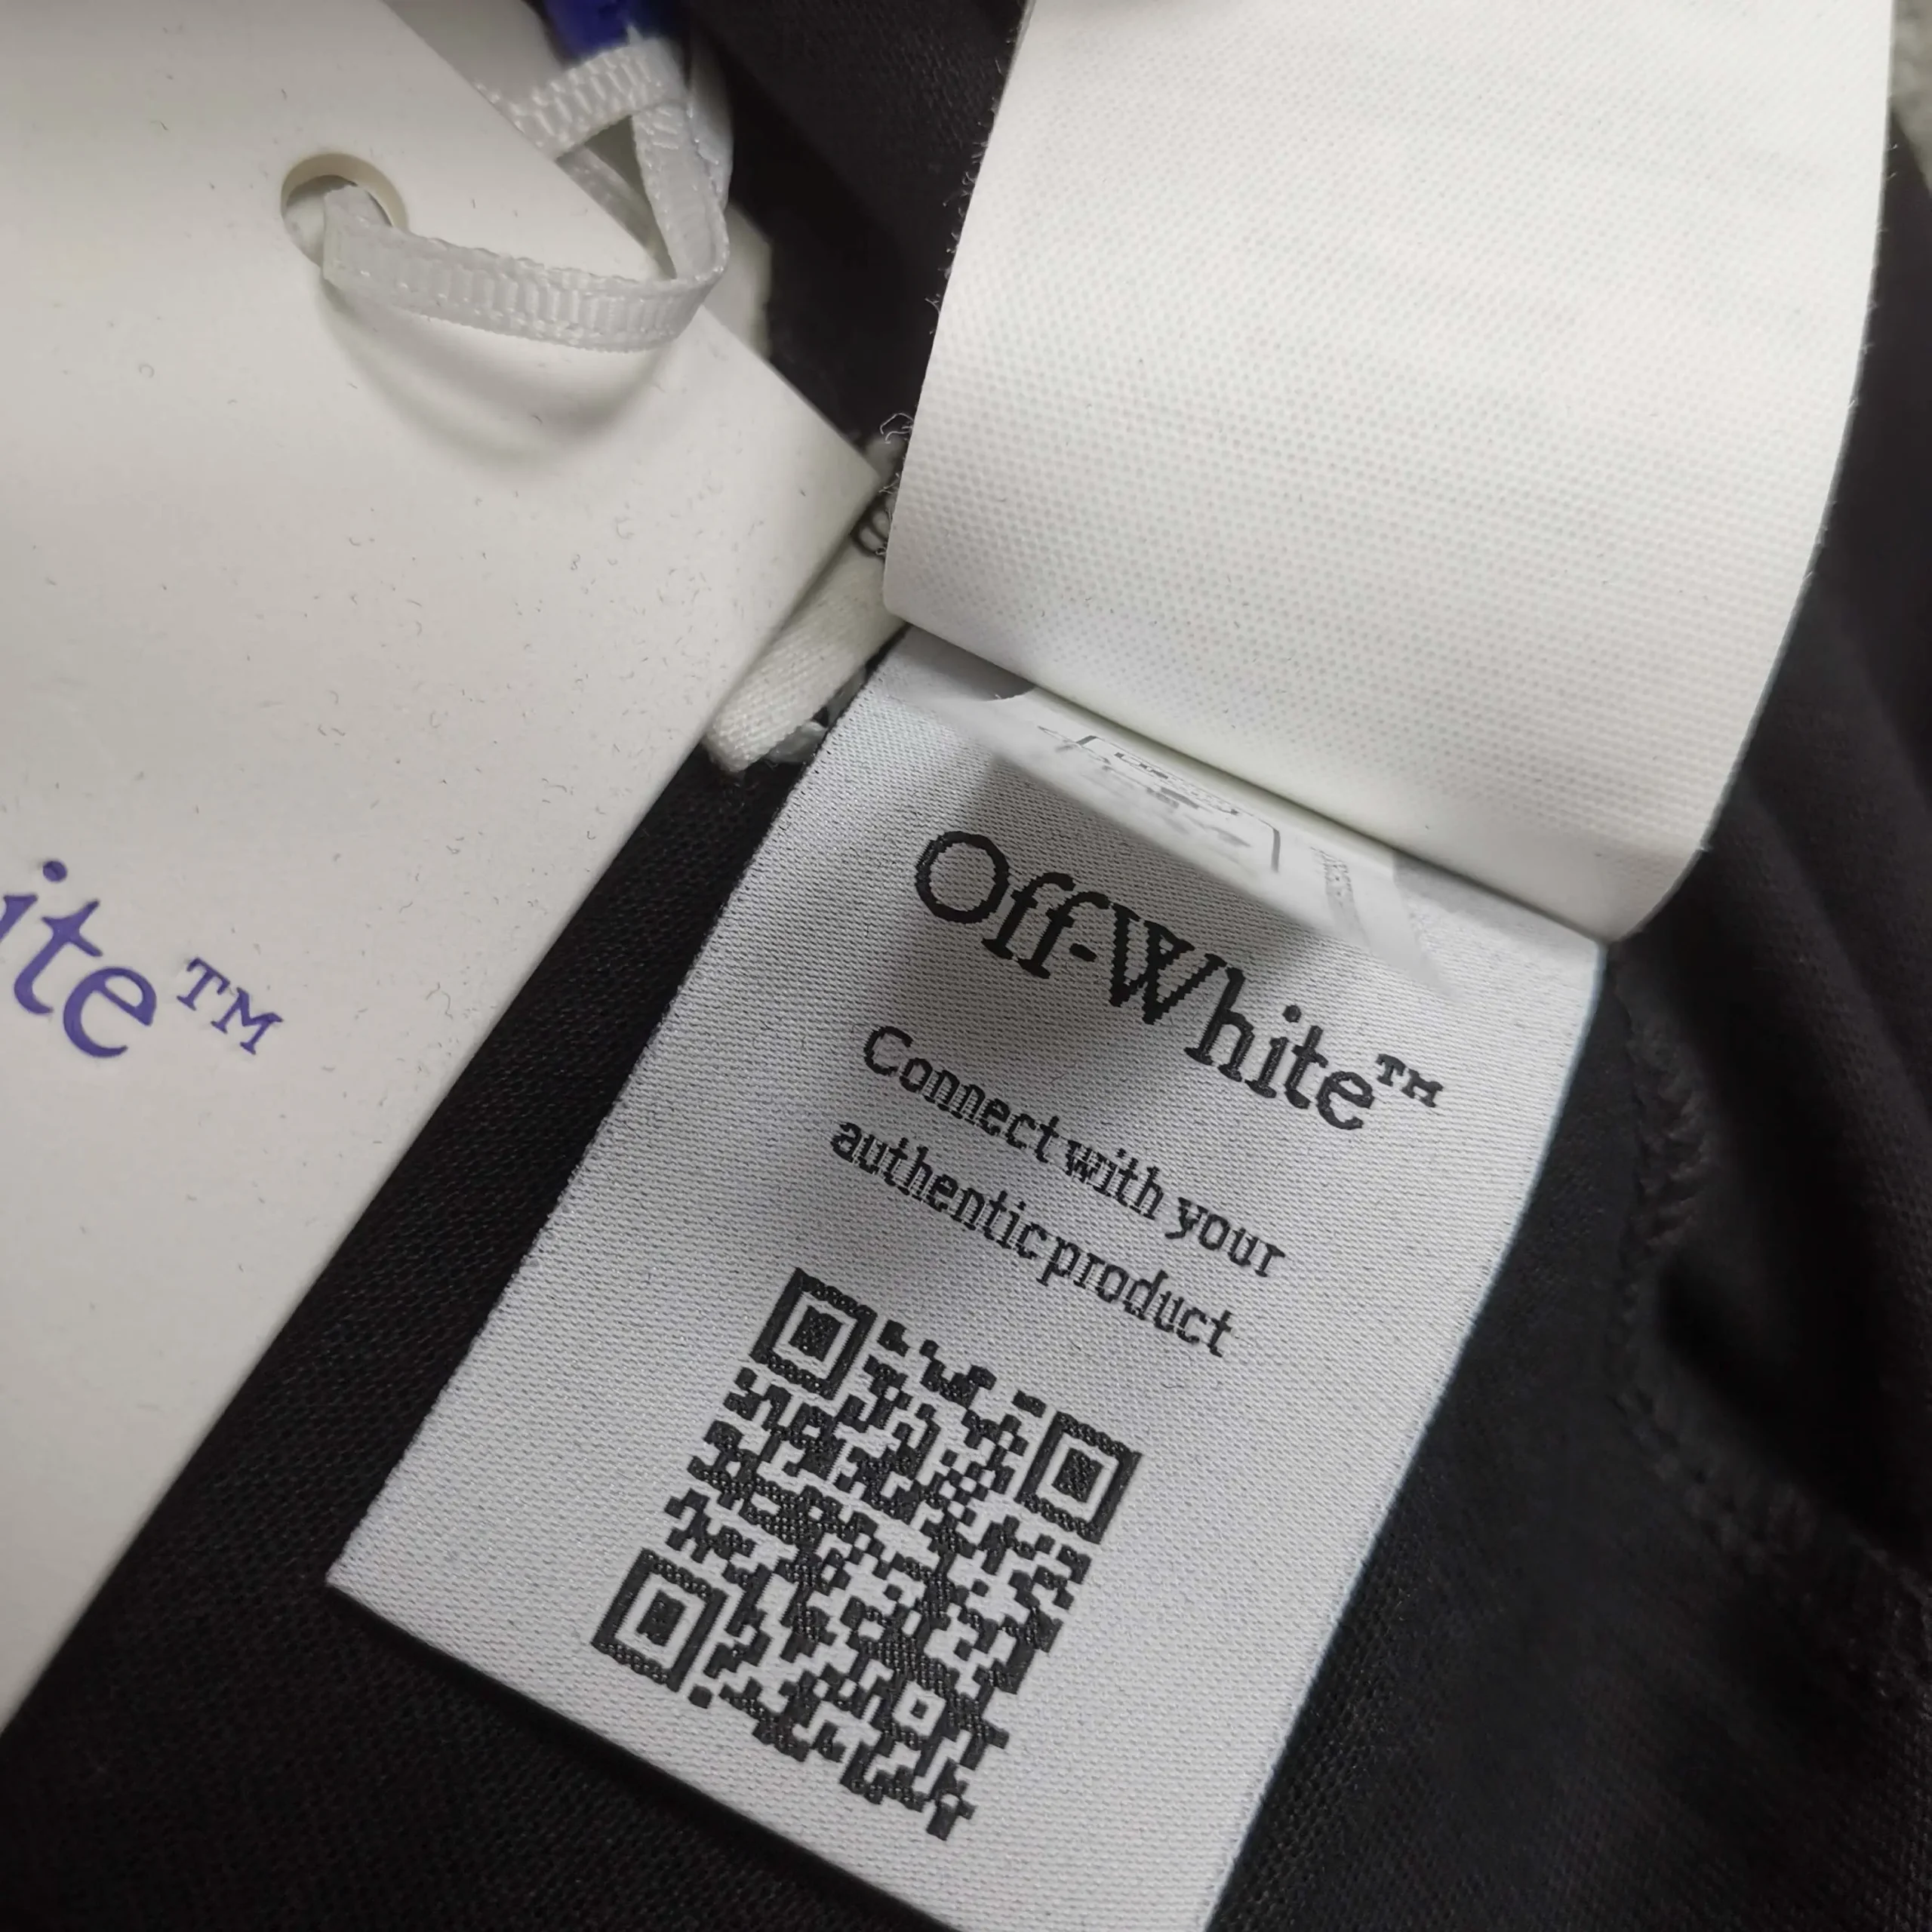 ite™
Off-White™
Connect with your
authentic product